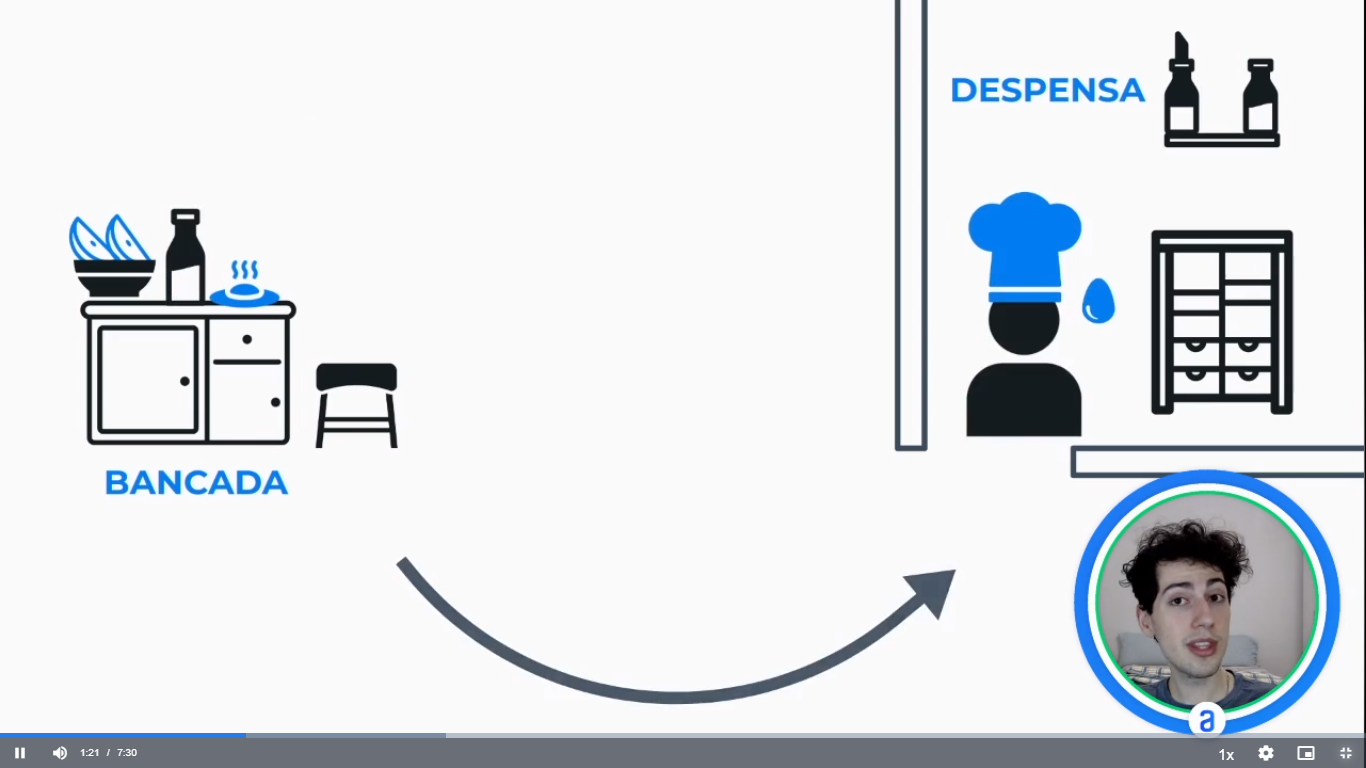 DESPENSA
BANCADA
a
1:21 / 7:30
1x